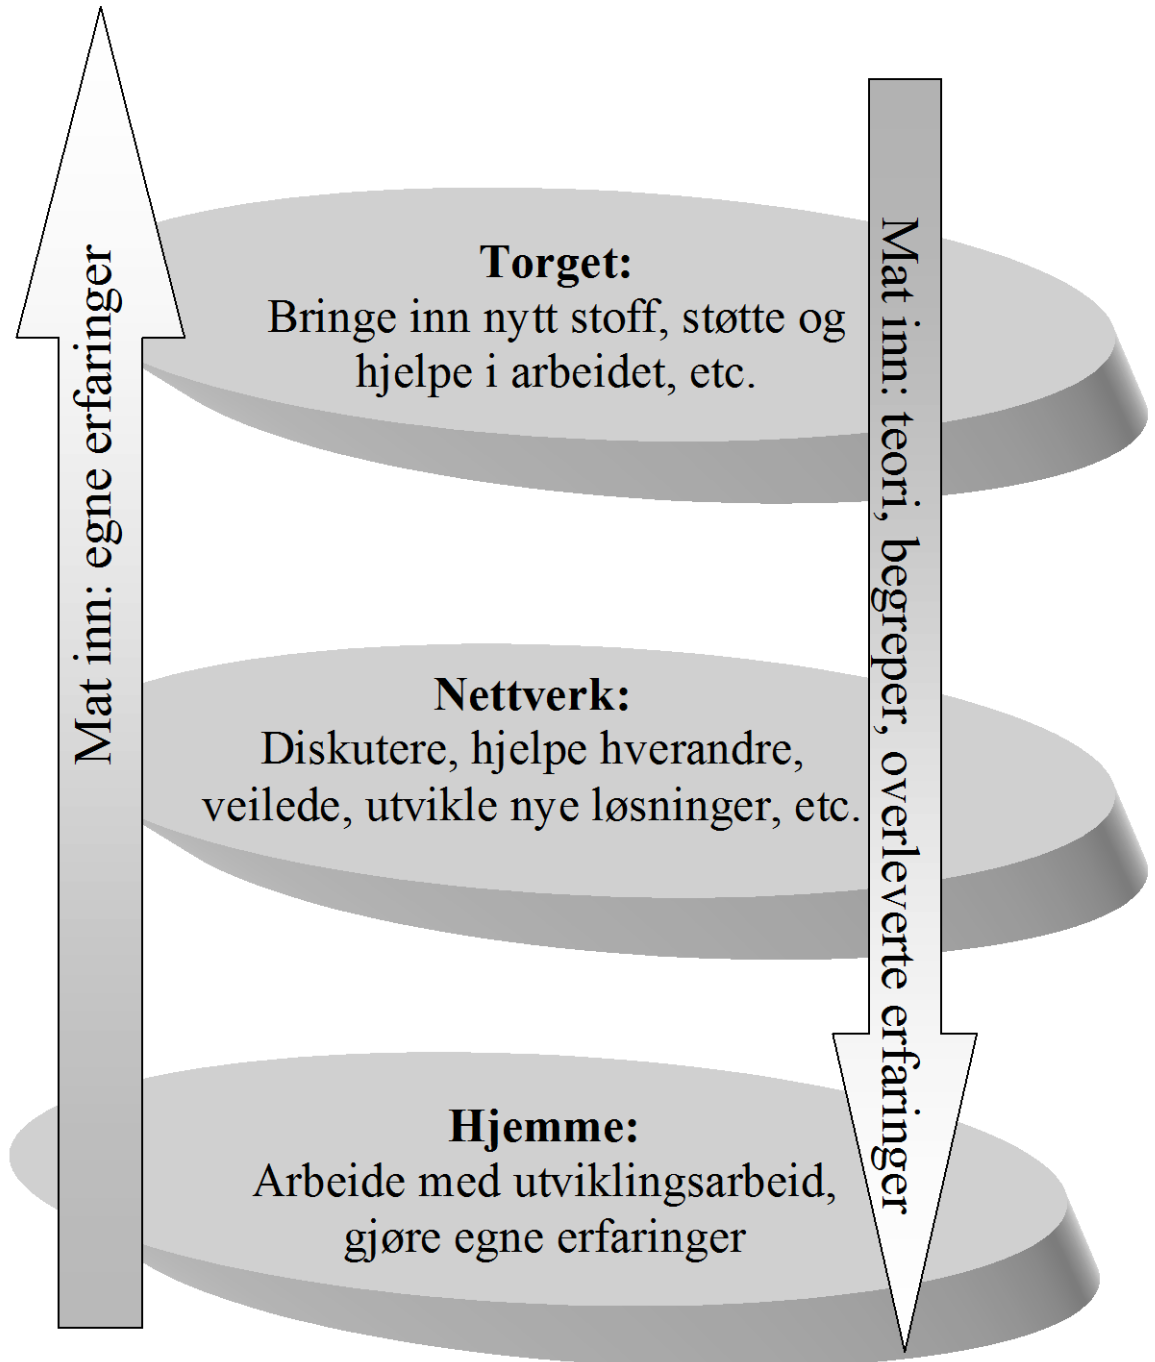 Mat inn: egne erfaringer
Torget:
Bringe inn nytt stoff, støtte og
hjelpe i arbeidet, etc.
Nettverk:
Diskutere, hjelpe hverandre,
veilede, utvikle nye løsninger, etc.
Hjemme:
Arbeide med utviklingsarbeid,
gjøre egne erfaringer
Mat inn: teori, begreper, overleverte erfaringer